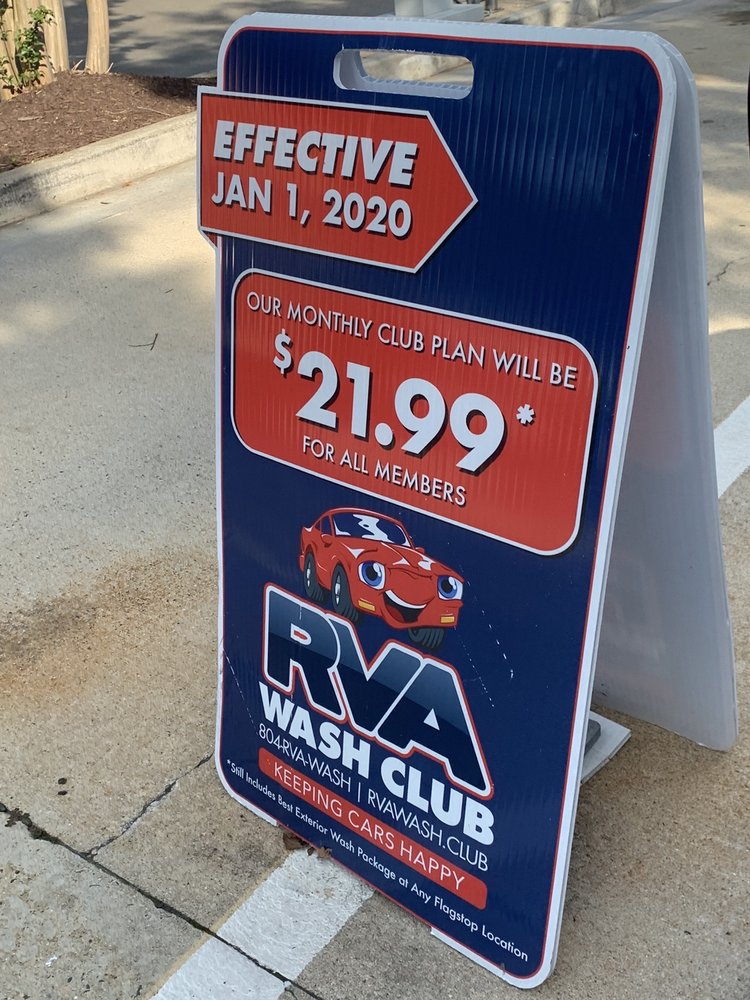 EFFECTIVE
JAN 1, 2020
OUR MONTHLY CLUB PLAN WILL BE
$21.99*
FOR ALL MEMBERS
RVA
WASH CLUB
804-RVA-WASH | RVAWASH.CLUB
KEEPING CARS HAPPY
*Still Includes Best Exterior Wash Package at Any Flagstop Location